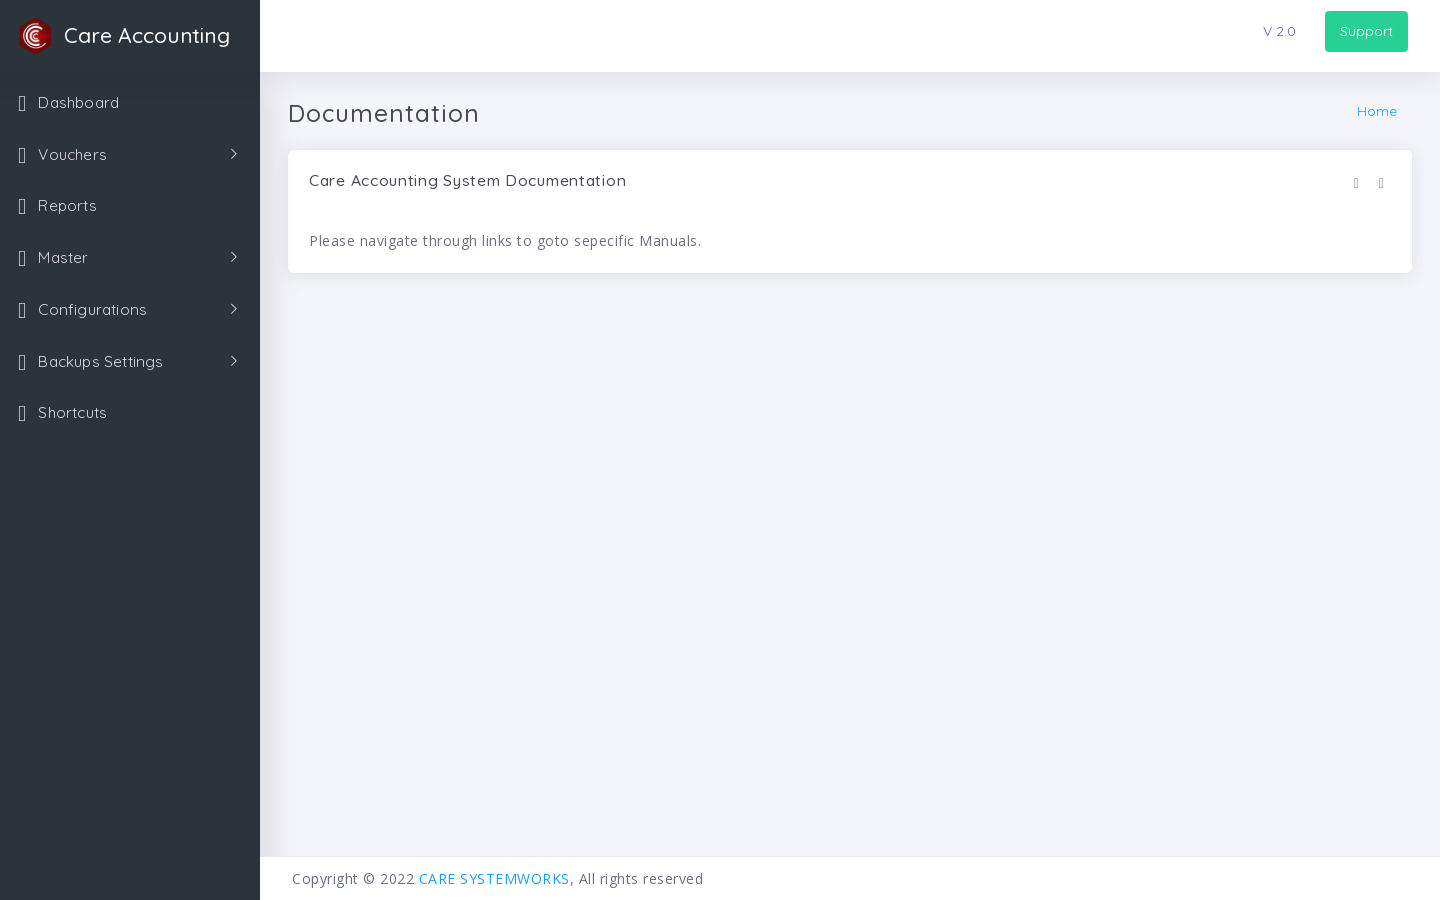 Care Accounting
V 2.0
Support
Dashboard
Vouchers
Reports
Master
Configurations
Backups Settings
Shortcuts
Documentation
Home
Care Accounting System Documentation
Please navigate through links to goto sepecific Manuals.
Copyright © 2022 CARE SYSTEMWORKS, All rights reserved